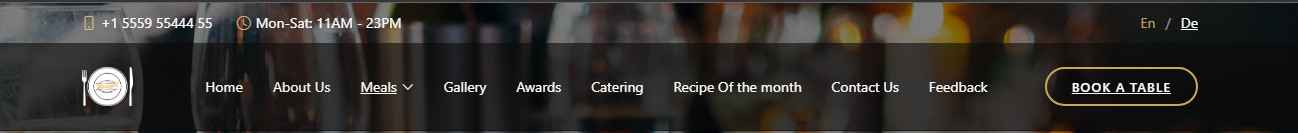 +1 5559 55444 55 Mon-Sat: 11AM - 23PM En / De
Home About Us Meals Gallery Awards Catering Recipe Of the month Contact Us Feedback BOOK A TABLE